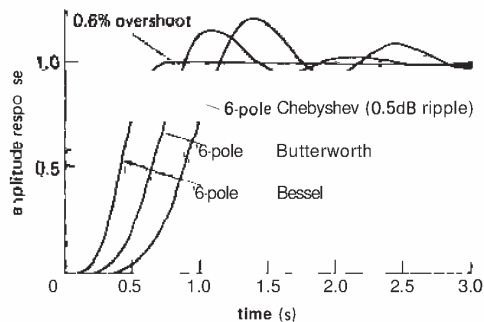 0.6% overshoot
1.0
6-pole Chebyshev (0.5dB ripple)
6-pole Butterworth
0.5
6-pole Bessel
0 0.5 1.0 1.5 2.0 2.5 3.0
time (s)
amplitude